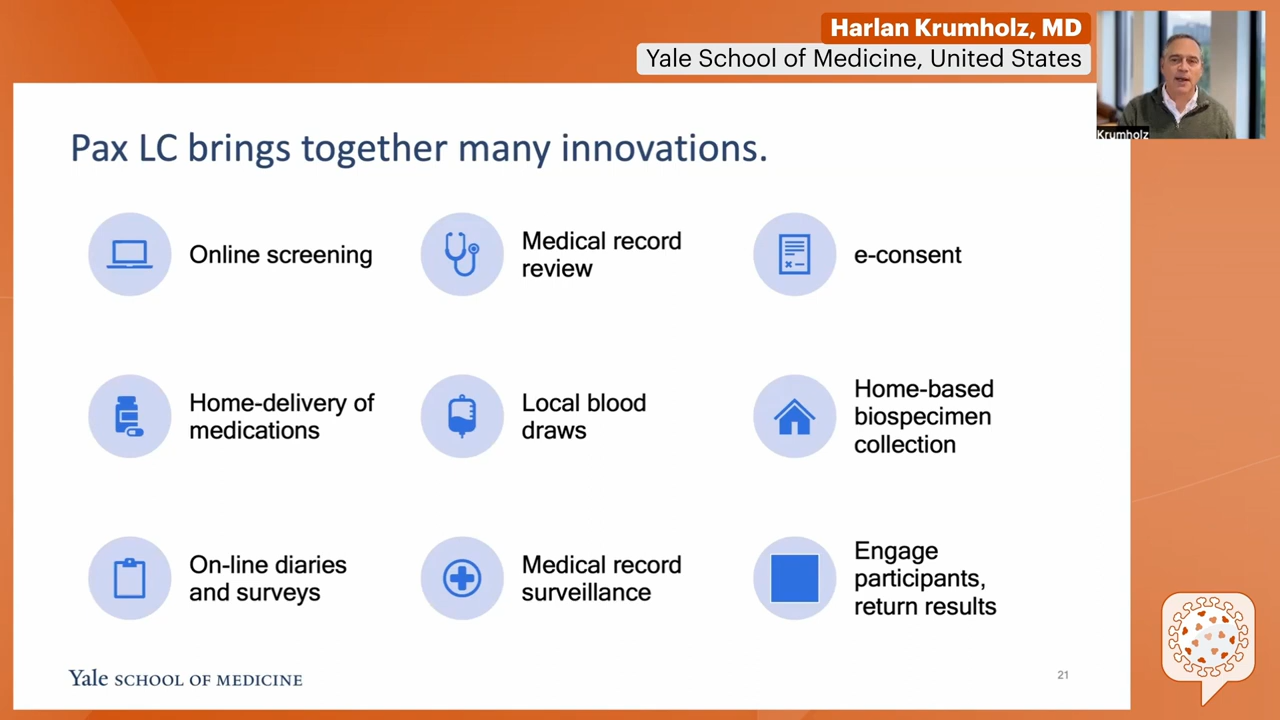 Harlan Krumholz, MD
Yale School of Medicine, United States
Krumholz
Pax LC brings together many innovations.
Online screening
Medical record
review
e-consent
Home-delivery of
medications
Local blood
draws
Home-based
biospecimen
collection
On-line diaries
and surveys
Medical record
surveillance
Engage
participants,
return results
Yale SCHOOL OF MEDICINE
21